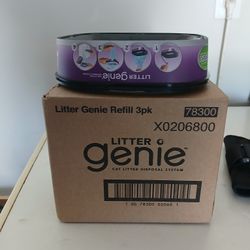 LITTER
genie
Litter Genie Refill 3pk
78300
X0206800
LITTER
genie
CAT LITTER DISPOSAL SYSTEM